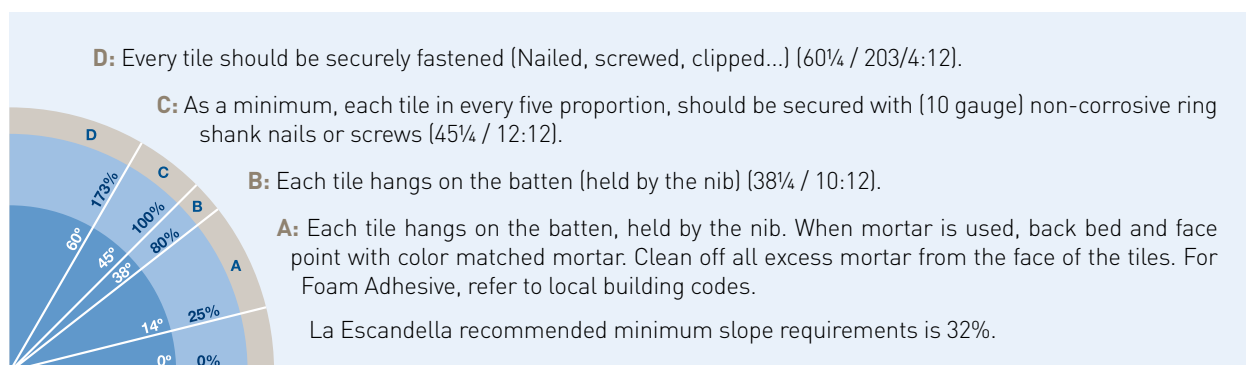 D: Every tile should be securely fastened (Nailed, screwed, clipped...) (60¼ / 203/4:12).
C: As a minimum, each tile in every five proportion, should be secured with (10 gauge) non-corrosive ring
shank nails or screws (45¼ / 12:12).
B: Each tile hangs on the batten (held by the nib) (38¼ / 10:12).
A: Each tile hangs on the batten, held by the nib. When mortar is used, back bed and face
point with color matched mortar. Clean off all excess mortar from the face of the tiles. For
Foam Adhesive, refer to local building codes.
La Escandella recommended minimum slope requirements is 32%.
D
C
B
A
173%
100%
80%
25%
0%
60º
45º
38º
14º
0º